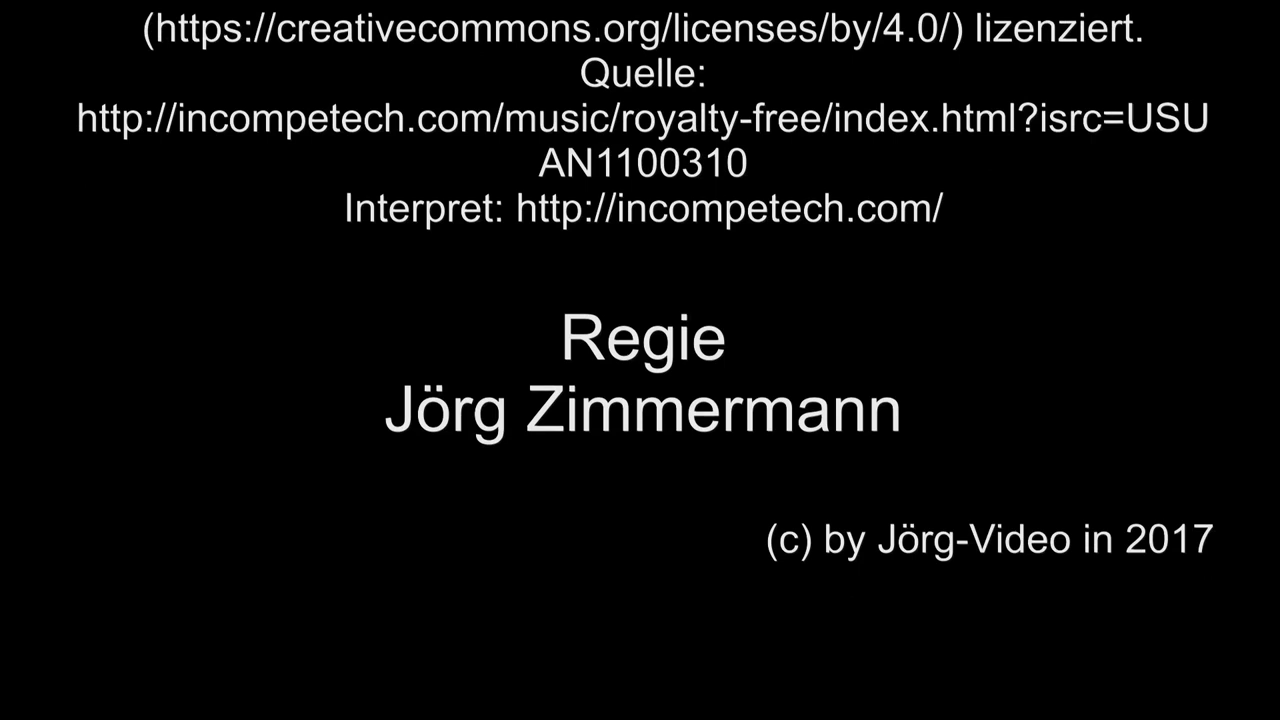 (https://creativecommons.org/licenses/by/4.0/) lizenziert.
Quelle:
http://incompetech.com/music/royalty-free/index.html?isrc=USU
AN1100310
Interpret: http://incompetech.com/
Regie
Jörg Zimmermann
(c) by Jörg-Video in 2017